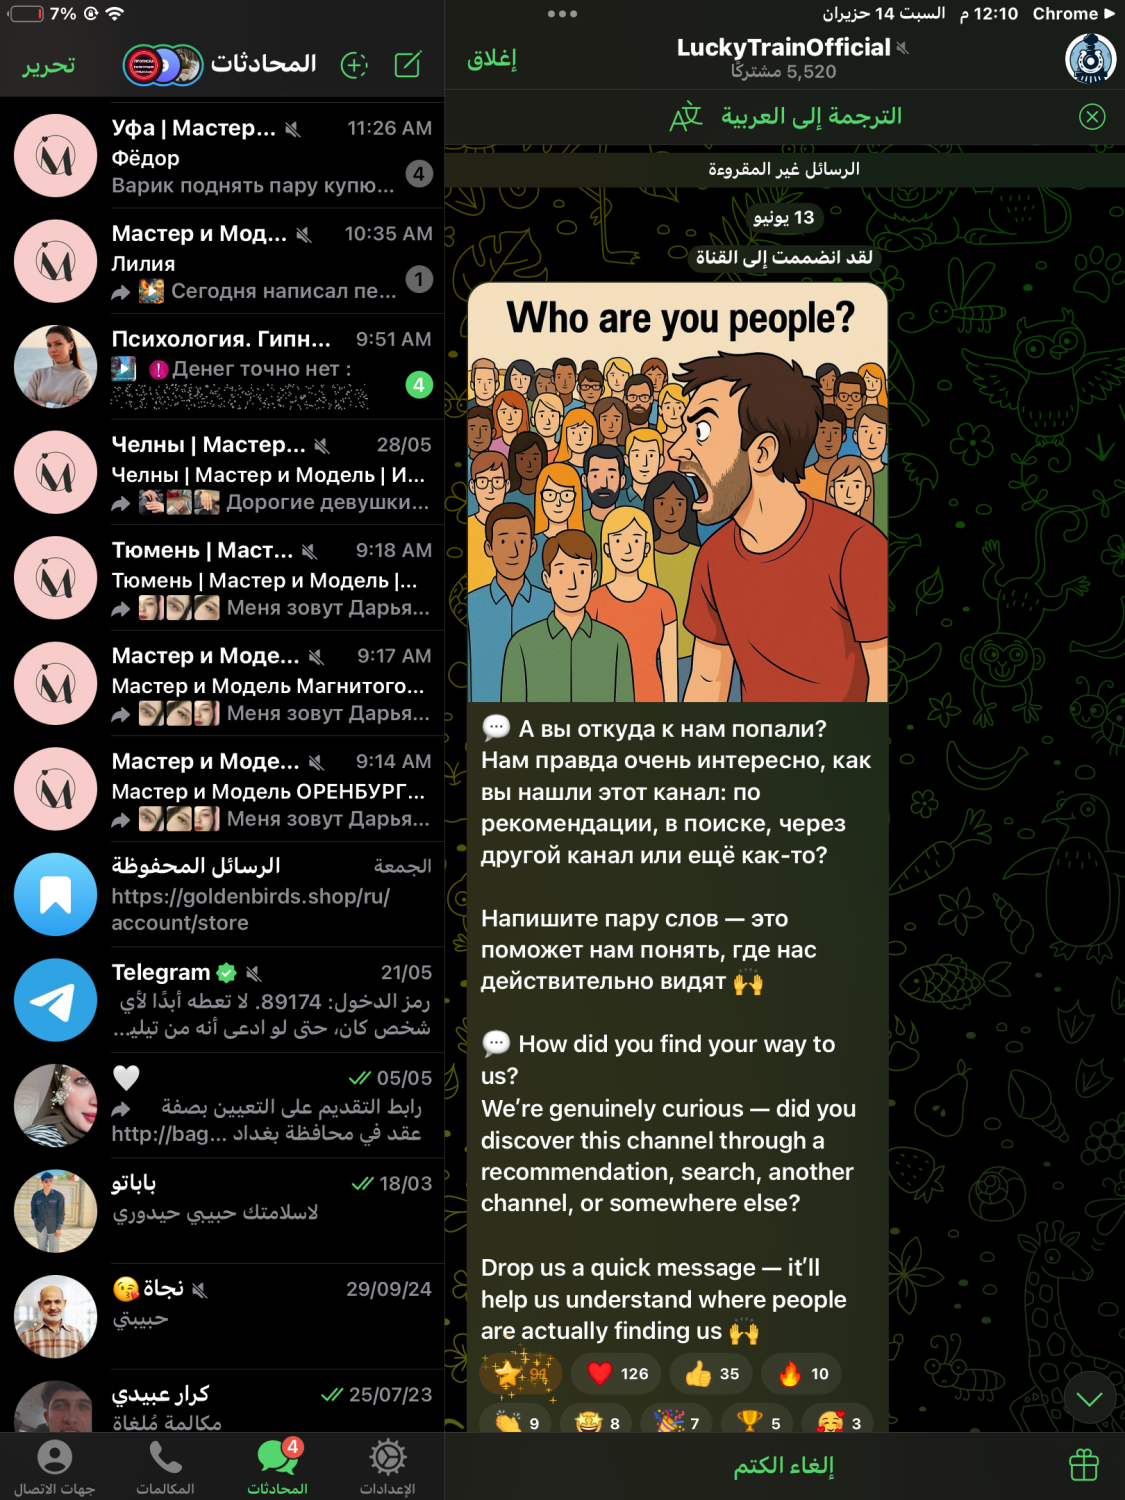 7%
Chrome
12:10 م
السبت 14 حزيران
تحرير
المحادثات
Уфа | Мастер...
11:26 AM
Фёдор
Варик поднять пару купю...
4
Мастер и Мод...
10:35 AM
Лилия
Сегодня написал пе...
1
Психология. Гипн...
9:51 AM
Денег точно нет :
4
Челны | Мастер...
28/05
Челны | Мастер и Модель | И...
Дорогие девушки...
Тюмень | Маст...
9:18 AM
Тюмень | Мастер и Модель |...
Меня зовут Дарья...
Мастер и Моде...
9:17 AM
Мастер и Модель Магнитого...
Меня зовут Дарья...
Мастер и Моде...
9:14 AM
Мастер и Модель ОРЕНБУРГ...
Меня зовут Дарья...
الرسائل المحفوظة
الجمعة
https://goldenbirds.shop/ru/
account/store
Telegram
21/05
رمز الدخول: 89174. لا تعطه أبدًا لأي
شخص كان، حتى لو ادعى أنه من تيليـ...
🤍
05/05
رابط التقديم على التعيين بصفة
عقد في محافظة بغداد http://bag...
باباتو
18/03
لاسلامتك حبيبي حيدوري
نجاة 😘
29/09/24
حبيبتي
كرار عبيدي
25/07/23
مكالمة مُلغاة
جهات الاتصال
المكالمات
المحادثات
4
الإعدادات
إغلاق
LuckyTrainOfficial
5,520 مشتركًا
الترجمة إلى العربية
الرسائل غير المقروءة
13 يونيو
لقد انضممت إلى القناة
Who are you people?
💬 А вы откуда к нам попали?
Нам правда очень интересно, как
вы нашли этот канал: по
рекомендации, в поиске, через
другой канал или ещё как-то?
Напишите пару слов — это
поможет нам понять, где нас
действительно видят 🙌
💬 How did you find your way to
us?
We’re genuinely curious — did you
discover this channel through a
recommendation, search, another
channel, or somewhere else?
Drop us a quick message — it’ll
help us understand where people
are actually finding us 🙌
❤️ 126 👍 35 🔥 10
👏 9 🤩 8 🎉 7 🏆 5 🥰 3
إلغاء الكتم